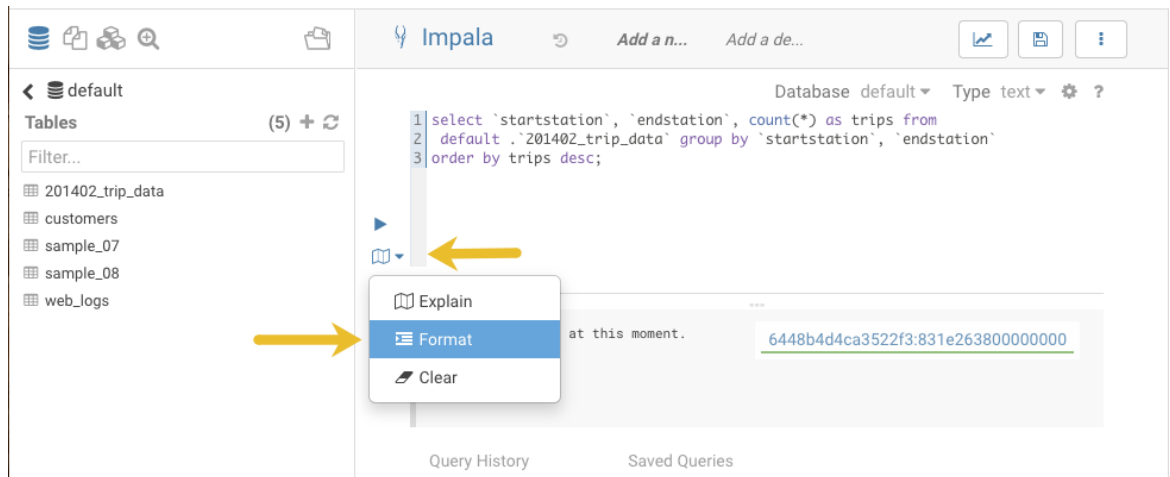 Impala Add a n... Add a de...
default
Tables (5)
Filter...
201402_trip_data
customers
sample_07
sample_08
web_logs
Database default Type text ?
1 select `startstation`, `endstation`, count(*) as trips from
2 default .`201402_trip_data` group by `startstation`, `endstation`
3 order by trips desc;
Explain
Format
Clear
at this moment.
6448b4d4ca3522f3:831e263800000000
Query History Saved Queries